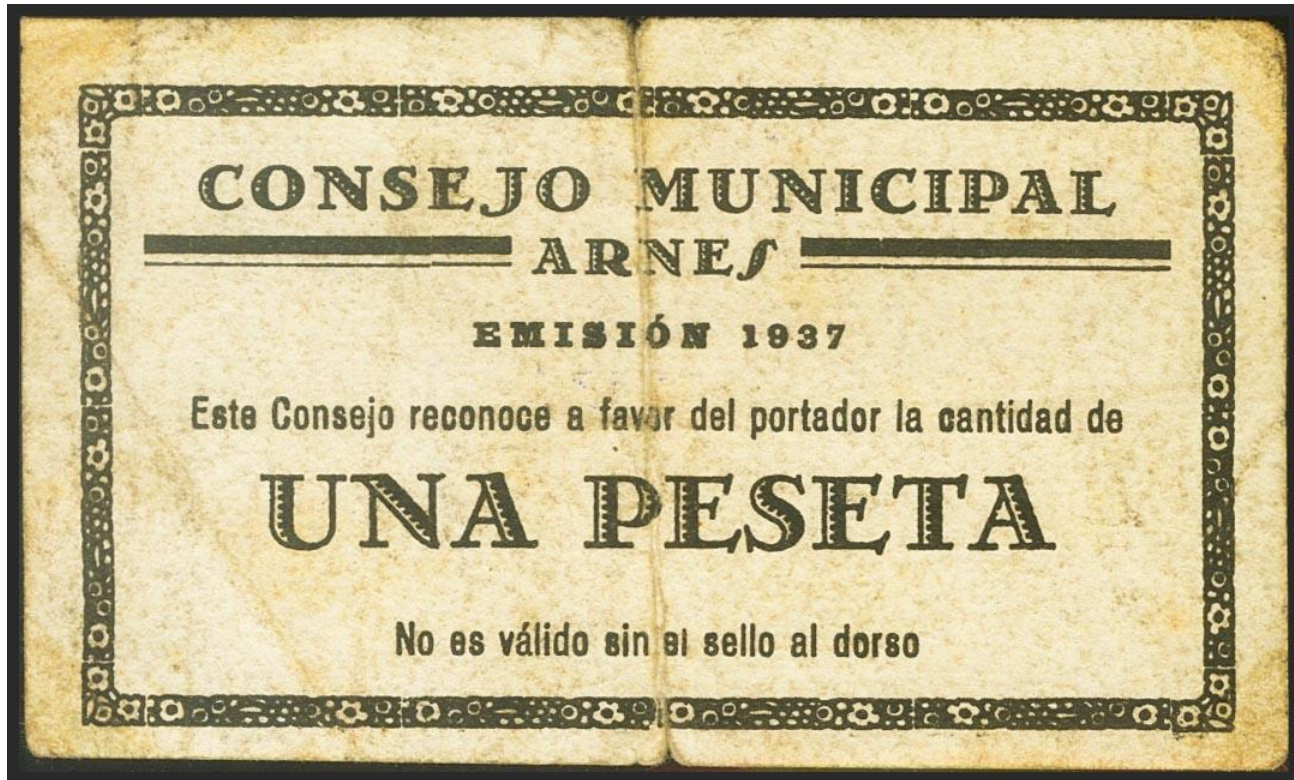 CONSEJO MUNICIPAL
ARNES
EMISIÓN 1937
Este Consejo reconoce a favor del portador la cantidad de
UNA PESETA
No es válido sin el sello al dorso